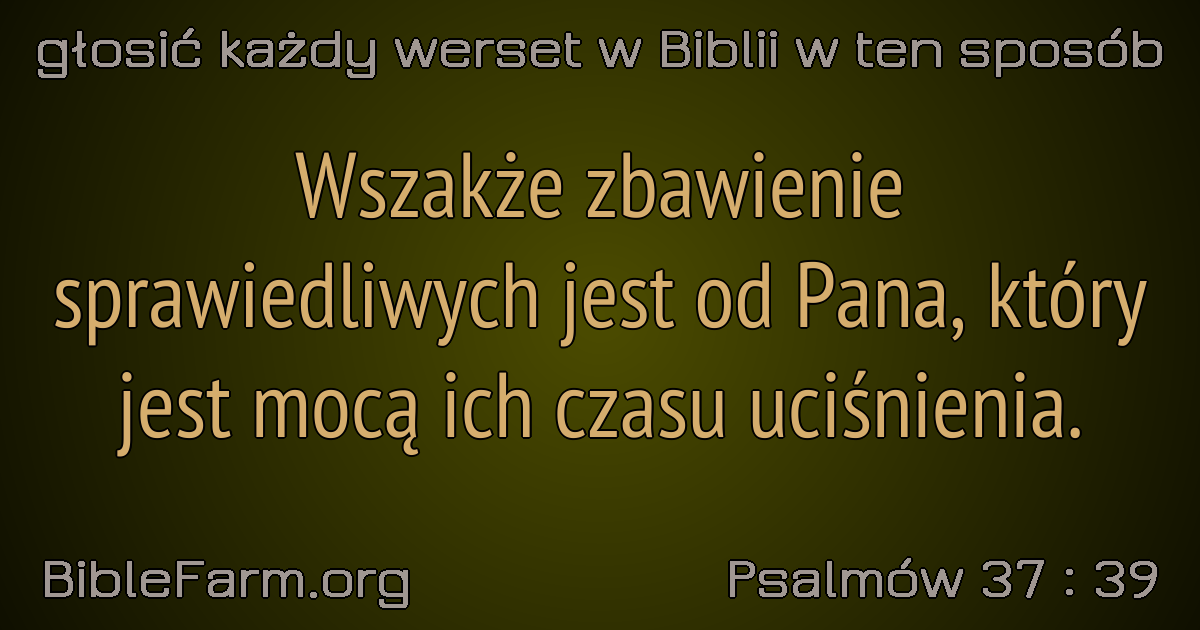 głosić każdy werset w Biblii w ten sposób
Wszakże zbawienie
sprawiedliwych jest od Pana, który
jest mocą ich czasu uciśnienia.
BibleFarm.org
Psalmów 37 : 39